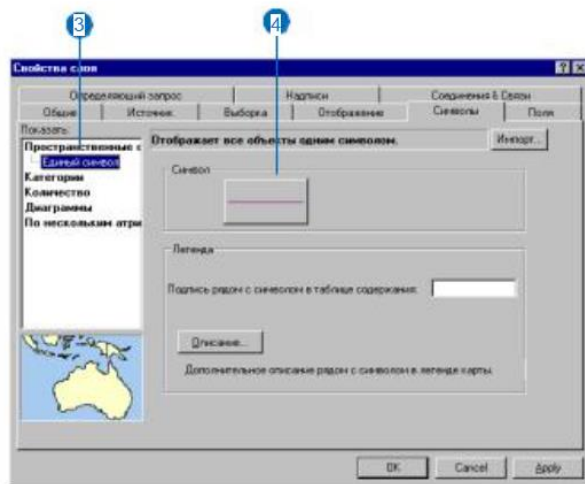 3 4
Свойства слоя
Определяющий запрос Надписи Соединения & Связи
Общие Источник Выборка Отображение Символы Поля
Показать:
Пространственные о
Единый символ
Категории
Количество
Диаграммы
По нескольким атри
Отображает все объекты одним символом.
Импорт...
Символ
Легенда
Подпись рядом с символом в таблице содержания:
Описание...
Дополнительное описание рядом с символом в легенде карты.
OK Cancel Apply